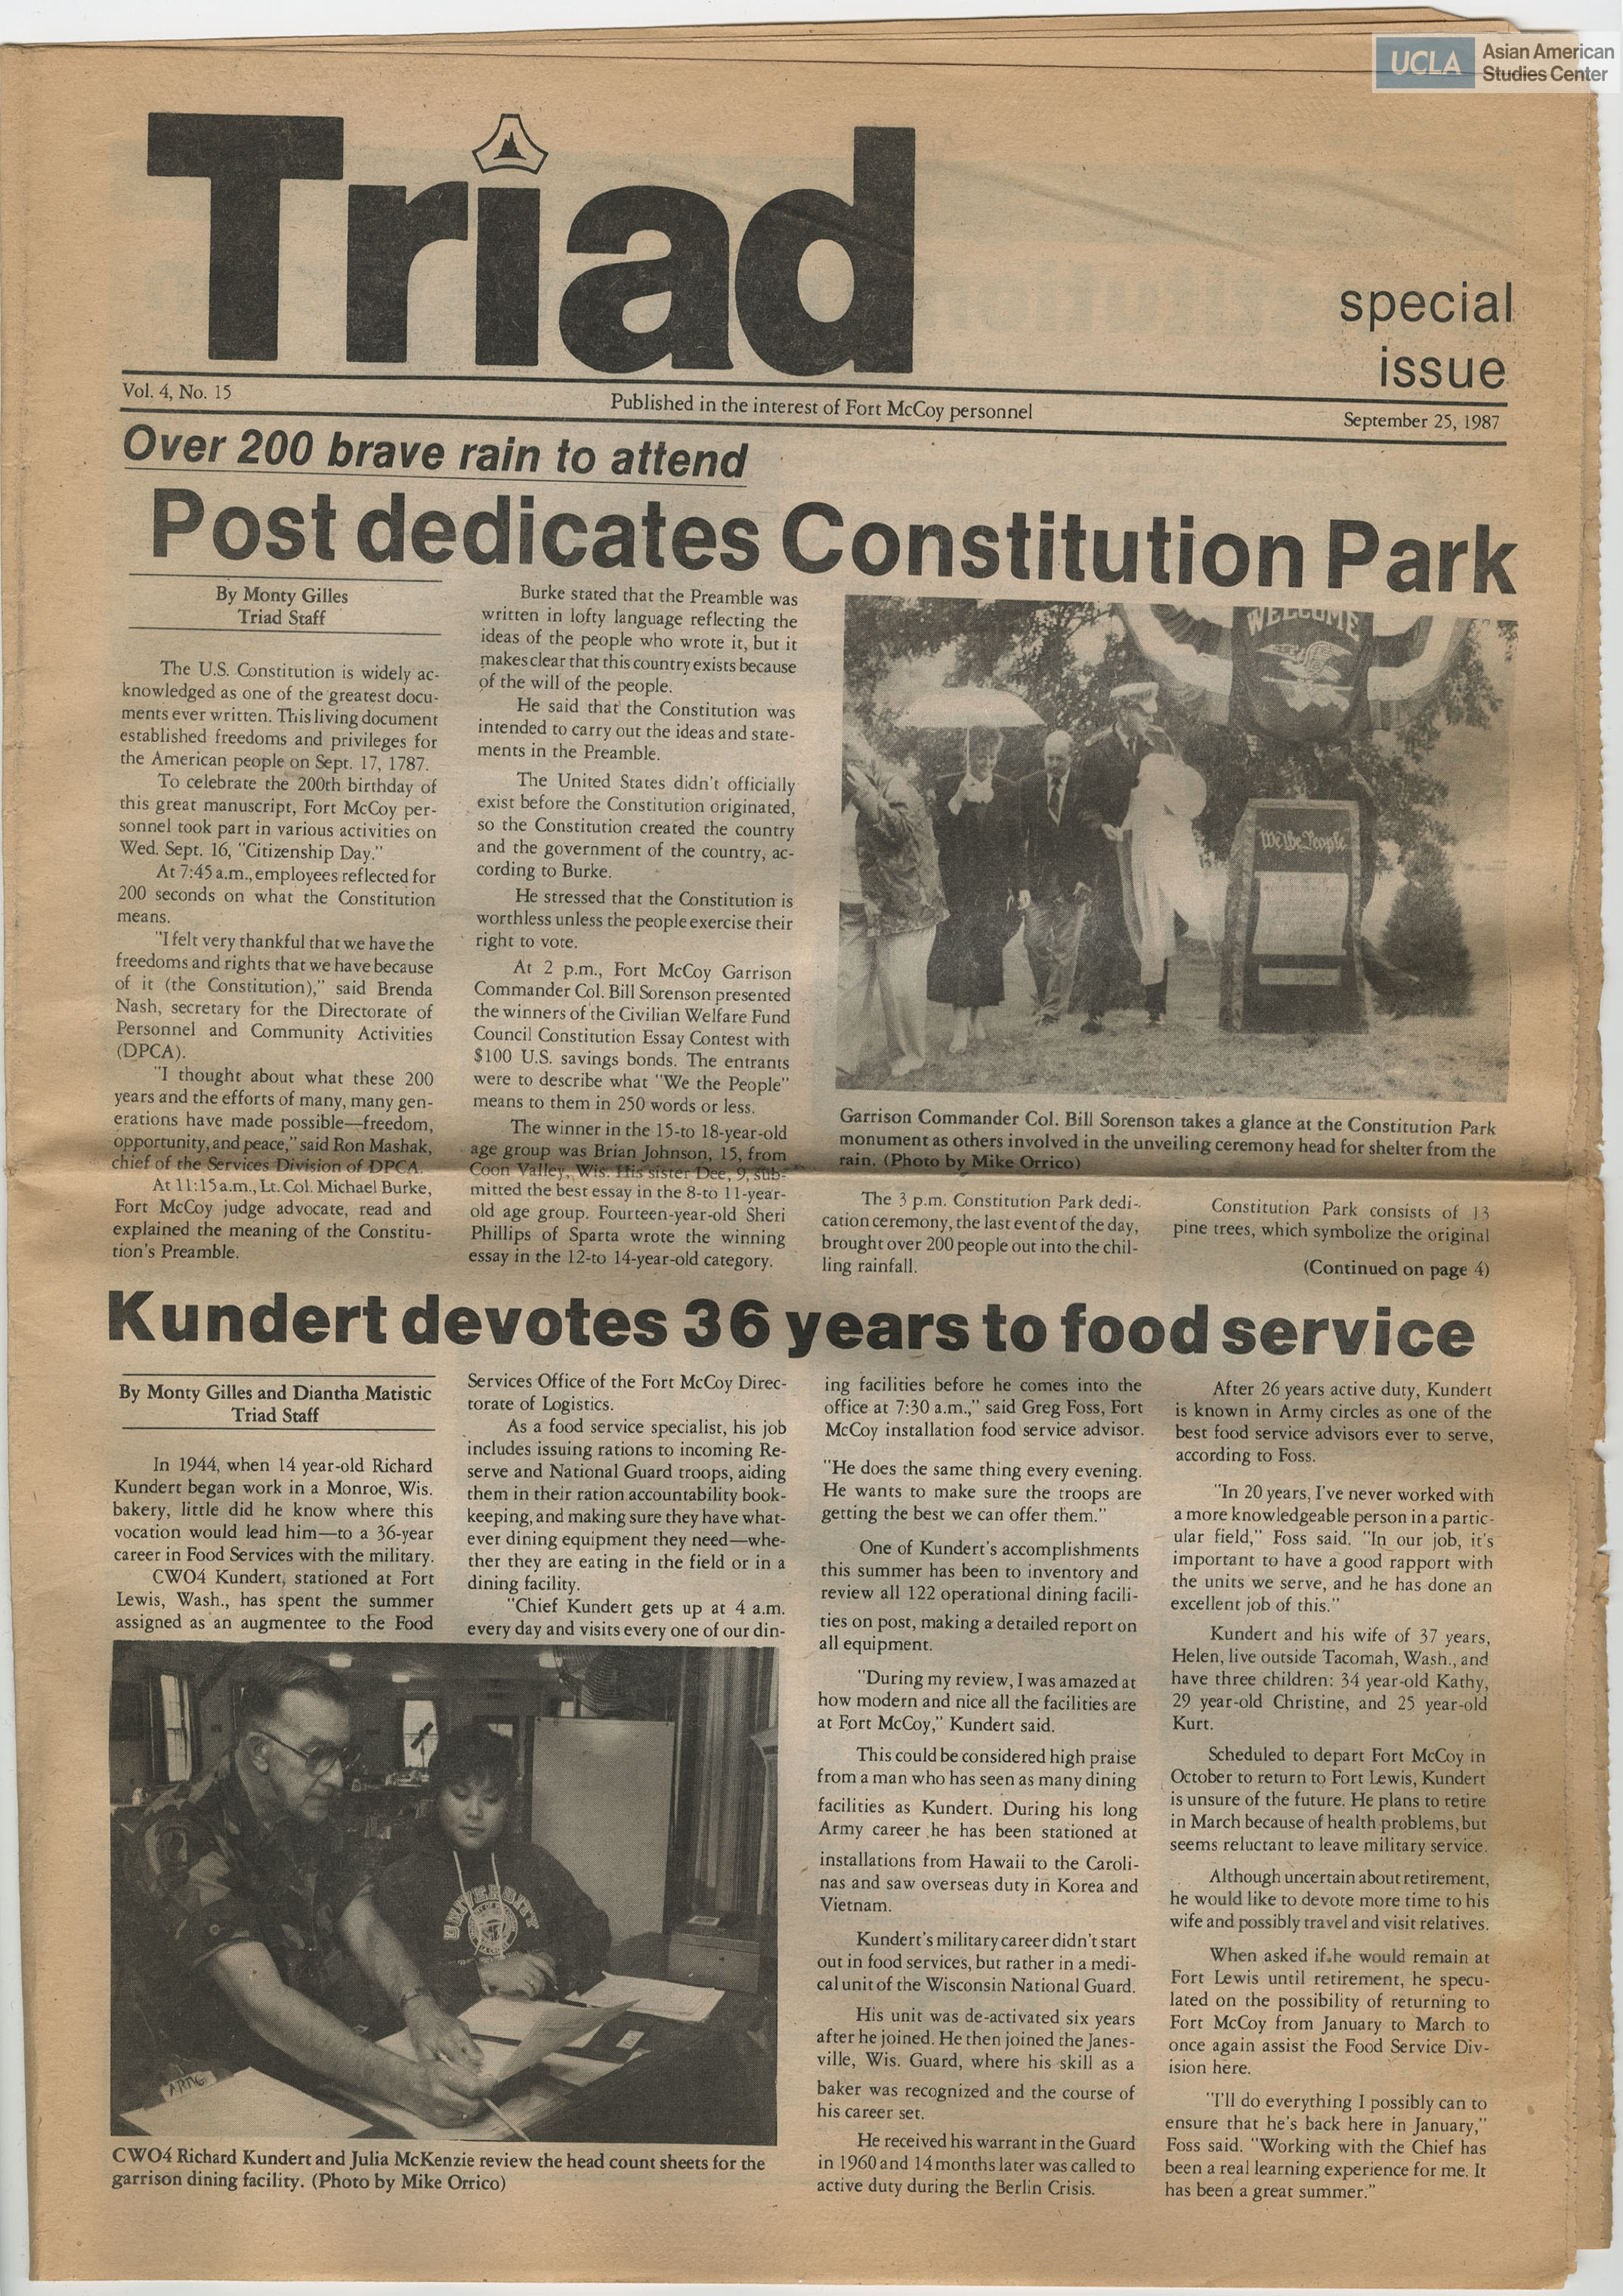 UCLA
Asian American
Studies Center
Triad
special
issue
Vol. 4, No. 15
Published in the interest of Fort McCoy personnel
September 25, 1987
Over 200 brave rain to attend
Post dedicates Constitution Park
By Monty Gilles
Triad Staff
The U.S. Constitution is widely ac-
knowledged as one of the greatest docu-
ments ever written. This living document
established freedoms and privileges for
the American people on Sept. 17, 1787.
To celebrate the 200th birthday of
this great manuscript, Fort McCoy per-
sonnel took part in various activities on
Wed. Sept. 16, "Citizenship Day."
At 7:45 a.m., employees reflected for
200 seconds on what the Constitution
means.
"I felt very thankful that we have the
freedoms and rights that we have because
of it (the Constitution)," said Brenda
Nash, secretary for the Directorate of
Personnel and Community Activities
(DPCA).
"I thought about what these 200
years and the efforts of many, many gen-
erations have made possible—freedom,
opportunity, and peace," said Ron Mashak,
chief of the Services Division of DPCA.
At 11:15 a.m., Lt. Col. Michael Burke,
Fort McCoy judge advocate, read and
explained the meaning of the Constitu-
tion's Preamble.
Burke stated that the Preamble was
written in lofty language reflecting the
ideas of the people who wrote it, but it
makes clear that this country exists because
of the will of the people.
He said that the Constitution was
intended to carry out the ideas and state-
ments in the Preamble.
The United States didn't officially
exist before the Constitution originated,
so the Constitution created the country
and the government of the country, ac-
cording to Burke.
He stressed that the Constitution is
worthless unless the people exercise their
right to vote.
At 2 p.m., Fort McCoy Garrison
Commander Col. Bill Sorenson presented
the winners of the Civilian Welfare Fund
Council Constitution Essay Contest with
$100 U.S. savings bonds. The entrants
were to describe what "We the People"
means to them in 250 words or less.
The winner in the 15-to 18-year-old
age group was Brian Johnson, 15, from
Coon Valley, Wis. His sister Dee, 9, sub-
mitted the best essay in the 8-to 11-year-
old age group. Fourteen-year-old Sheri
Phillips of Sparta wrote the winning
essay in the 12-to 14-year-old category.
WELCOME
We the People
Garrison Commander Col. Bill Sorenson takes a glance at the Constitution Park
monument as others involved in the unveiling ceremony head for shelter from the
rain. (Photo by Mike Orrico)
The 3 p.m. Constitution Park dedi-
cation ceremony, the last event of the day,
brought over 200 people out into the chil-
ling rainfall.
Constitution Park consists of 13
pine trees, which symbolize the original
(Continued on page 4)
Kundert devotes 36 years to food service
By Monty Gilles and Diantha Matistic
Triad Staff
In 1944, when 14 year-old Richard
Kundert began work in a Monroe, Wis.
bakery, little did he know where this
vocation would lead him—to a 36-year
career in Food Services with the military.
CWO4 Kundert, stationed at Fort
Lewis, Wash., has spent the summer
assigned as an augmentee to the Food
Services Office of the Fort McCoy Direc-
torate of Logistics.
As a food service specialist, his job
includes issuing rations to incoming Re-
serve and National Guard troops, aiding
them in their ration accountability book-
keeping, and making sure they have what-
ever dining equipment they need—whe-
ther they are eating in the field or in a
dining facility.
"Chief Kundert gets up at 4 a.m.
every day and visits every one of our din-
ing facilities before he comes into the
office at 7:30 a.m.," said Greg Foss, Fort
McCoy installation food service advisor.
"He does the same thing every evening.
He wants to make sure the troops are
getting the best we can offer them."
One of Kundert's accomplishments
this summer has been to inventory and
review all 122 operational dining facili-
ties on post, making a detailed report on
all equipment.
"During my review, I was amazed at
how modern and nice all the facilities are
at Fort McCoy," Kundert said.
This could be considered high praise
from a man who has seen as many dining
facilities as Kundert. During his long
Army career he has been stationed at
installations from Hawaii to the Caroli-
nas and saw overseas duty in Korea and
Vietnam.
Kundert's military career didn't start
out in food services, but rather in a medi-
cal unit of the Wisconsin National Guard.
His unit was de-activated six years
after he joined. He then joined the Janes-
ville, Wis. Guard, where his skill as a
baker was recognized and the course of
his career set.
He received his warrant in the Guard
in 1960 and 14 months later was called to
active duty during the Berlin Crisis.
After 26 years active duty, Kundert
is known in Army circles as one of the
best food service advisors ever to serve,
according to Foss.
"In 20 years, I've never worked with
a more knowledgeable person in a partic-
ular field," Foss said. "In our job, it's
important to have a good rapport with
the units we serve, and he has done an
excellent job of this."
Kundert and his wife of 37 years,
Helen, live outside Tacomah, Wash., and
have three children: 34 year-old Kathy,
29 year-old Christine, and 25 year-old
Kurt.
Scheduled to depart Fort McCoy in
October to return to Fort Lewis, Kundert
is unsure of the future. He plans to retire
in March because of health problems, but
seems reluctant to leave military service.
Although uncertain about retirement,
he would like to devote more time to his
wife and possibly travel and visit relatives.
When asked if he would remain at
Fort Lewis until retirement, he specu-
lated on the possibility of returning to
Fort McCoy from January to March to
once again assist the Food Service Div-
ision here.
"I'll do everything I possibly can to
ensure that he's back here in January,"
Foss said. "Working with the Chief has
been a real learning experience for me. It
has been a great summer."
UNIVERSITY
CWO4 Richard Kundert and Julia McKenzie review the head count sheets for the
garrison dining facility. (Photo by Mike Orrico)